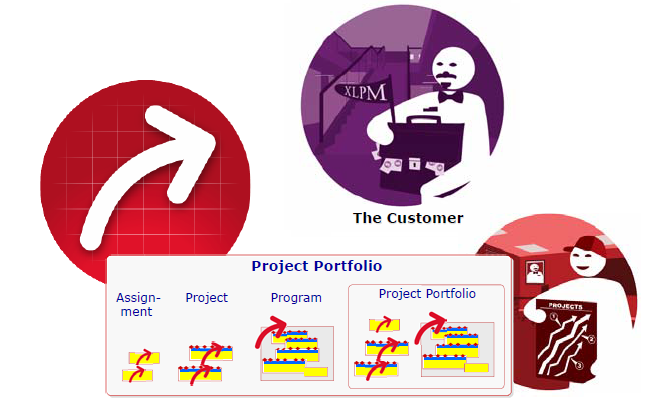 XLPM
The Customer
Project Portfolio
Assign-
ment
Project
Program
Project Portfolio
PROJECTS
1
2
3